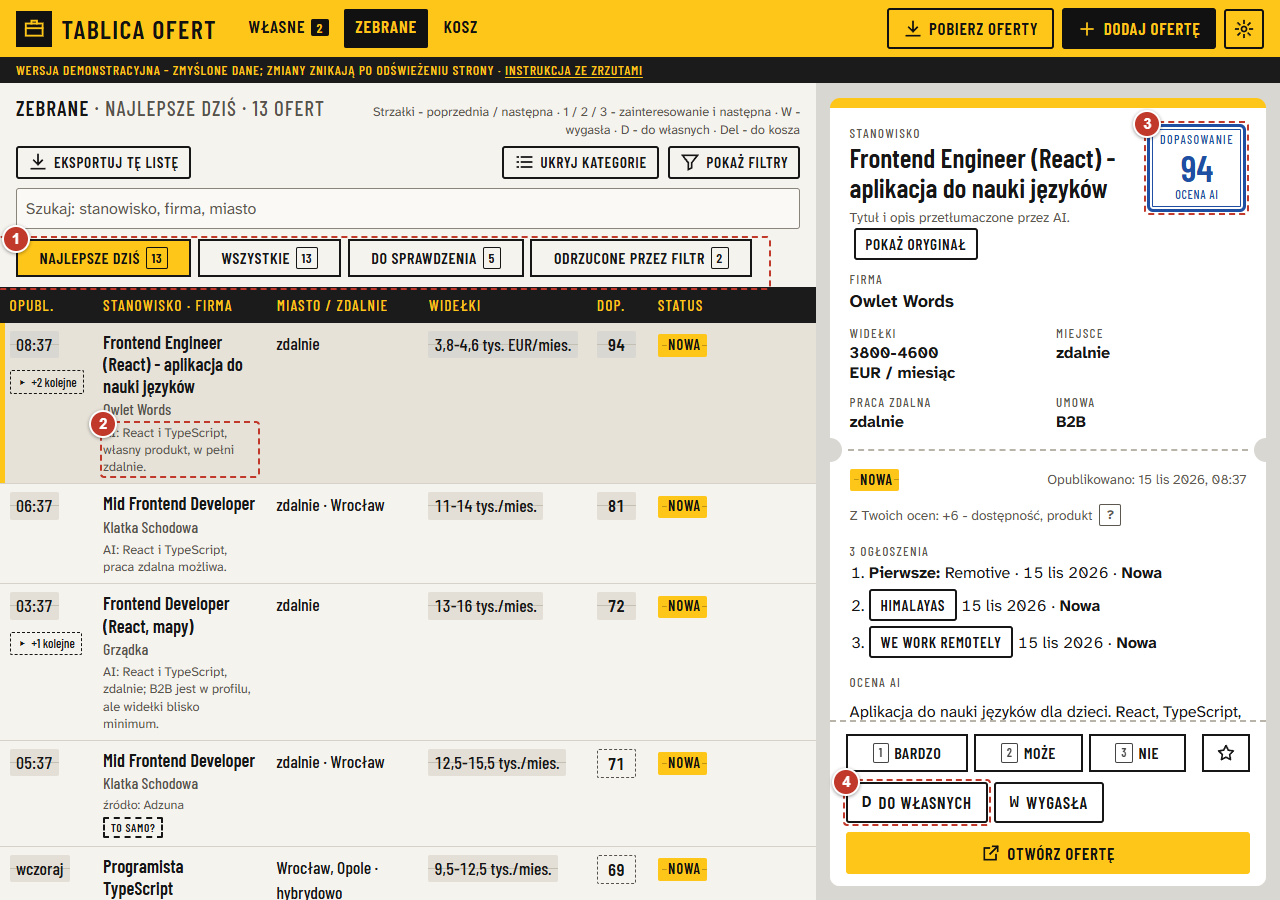 TABLICA OFERT
WŁASNE 2
ZEBRANE
KOSZ
POBIERZ OFERTY
DODAJ OFERTĘ
WERSJA DEMONSTRACYJNA - ZMYŚLONE DANE; ZMIANY ZNIKAJĄ PO ODŚWIEŻENIU STRONY · INSTRUKCJA ZE ZRZUTAMI
ZEBRANE · NAJLEPSZE DZIŚ · 13 OFERT
Strzałki - poprzednia / następna · 1 / 2 / 3 - zainteresowanie i następna · W -
wygasła · D - do własnych · Del - do kosza
EKSPORTUJ TĘ LISTĘ
UKRYJ KATEGORIE
POKAŻ FILTRY
Szukaj: stanowisko, firma, miasto
1
NAJLEPSZE DZIŚ 13
WSZYSTKIE 13
DO SPRAWDZENIA 5
ODRZUCONE PRZEZ FILTR 2
OPUBL. STANOWISKO · FIRMA MIASTO / ZDALNIE WIDEŁKI DOP. STATUS
08:37
+2 kolejne
Frontend Engineer
(React) - aplikacja do
nauki języków
Owlet Words
2
AI: React i TypeScript,
własny produkt, w pełni
zdalnie.
zdalnie
3,8-4,6 tys. EUR/mies.
94
NOWA
06:37
Mid Frontend Developer
Klatka Schodowa
AI: React i TypeScript,
praca zdalna możliwa.
zdalnie · Wrocław
11-14 tys./mies.
81
NOWA
03:37
+1 kolejne
Frontend Developer
(React, mapy)
Grządka
AI: React i TypeScript,
zdalnie; B2B jest w profilu,
ale widełki blisko
minimum.
zdalnie
13-16 tys./mies.
72
NOWA
05:37
Mid Frontend Developer
Klatka Schodowa
źródło: Adzuna
TO SAMO?
zdalnie · Wrocław
12,5-15,5 tys./mies.
71
NOWA
wczoraj
Programista
TypeScript
Wrocław, Opole ·
hybrydowo
9,5-12,5 tys./mies.
69
NOWA
STANOWISKO
Frontend Engineer (React) -
aplikacja do nauki języków
3
DOPASOWANIE
94
OCENA AI
Tytuł i opis przetłumaczone przez AI.
POKAŻ ORYGINAŁ
FIRMA
Owlet Words
WIDEŁKI
3800-4600
EUR / miesiąc
MIEJSCE
zdalnie
PRACA ZDALNA
zdalnie
UMOWA
B2B
NOWA
Opublikowano: 15 lis 2026, 08:37
Z Twoich ocen: +6 - dostępność, produkt ?
3 OGŁOSZENIA
1. Pierwsze: Remotive · 15 lis 2026 · Nowa
2. HIMALAYAS 15 lis 2026 · Nowa
3. WE WORK REMOTELY 15 lis 2026 · Nowa
OCENA AI
Aplikacja do nauki języków dla dzieci. React, TypeScript,
1 BARDZO
2 MOŻE
3 NIE
4
D DO WŁASNYCH
W WYGASŁA
OTWÓRZ OFERTĘ